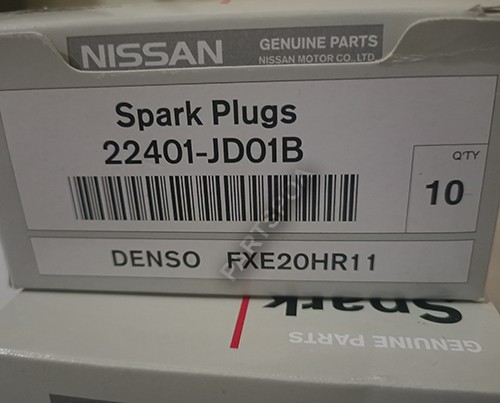 NISSAN
GENUINE PARTS
NISSAN MOTOR CO., LTD.
Spark Plugs
22401-JD01B
Q'TY
10
DENSO FXE20HR11
Spark
GENUINE PARTS